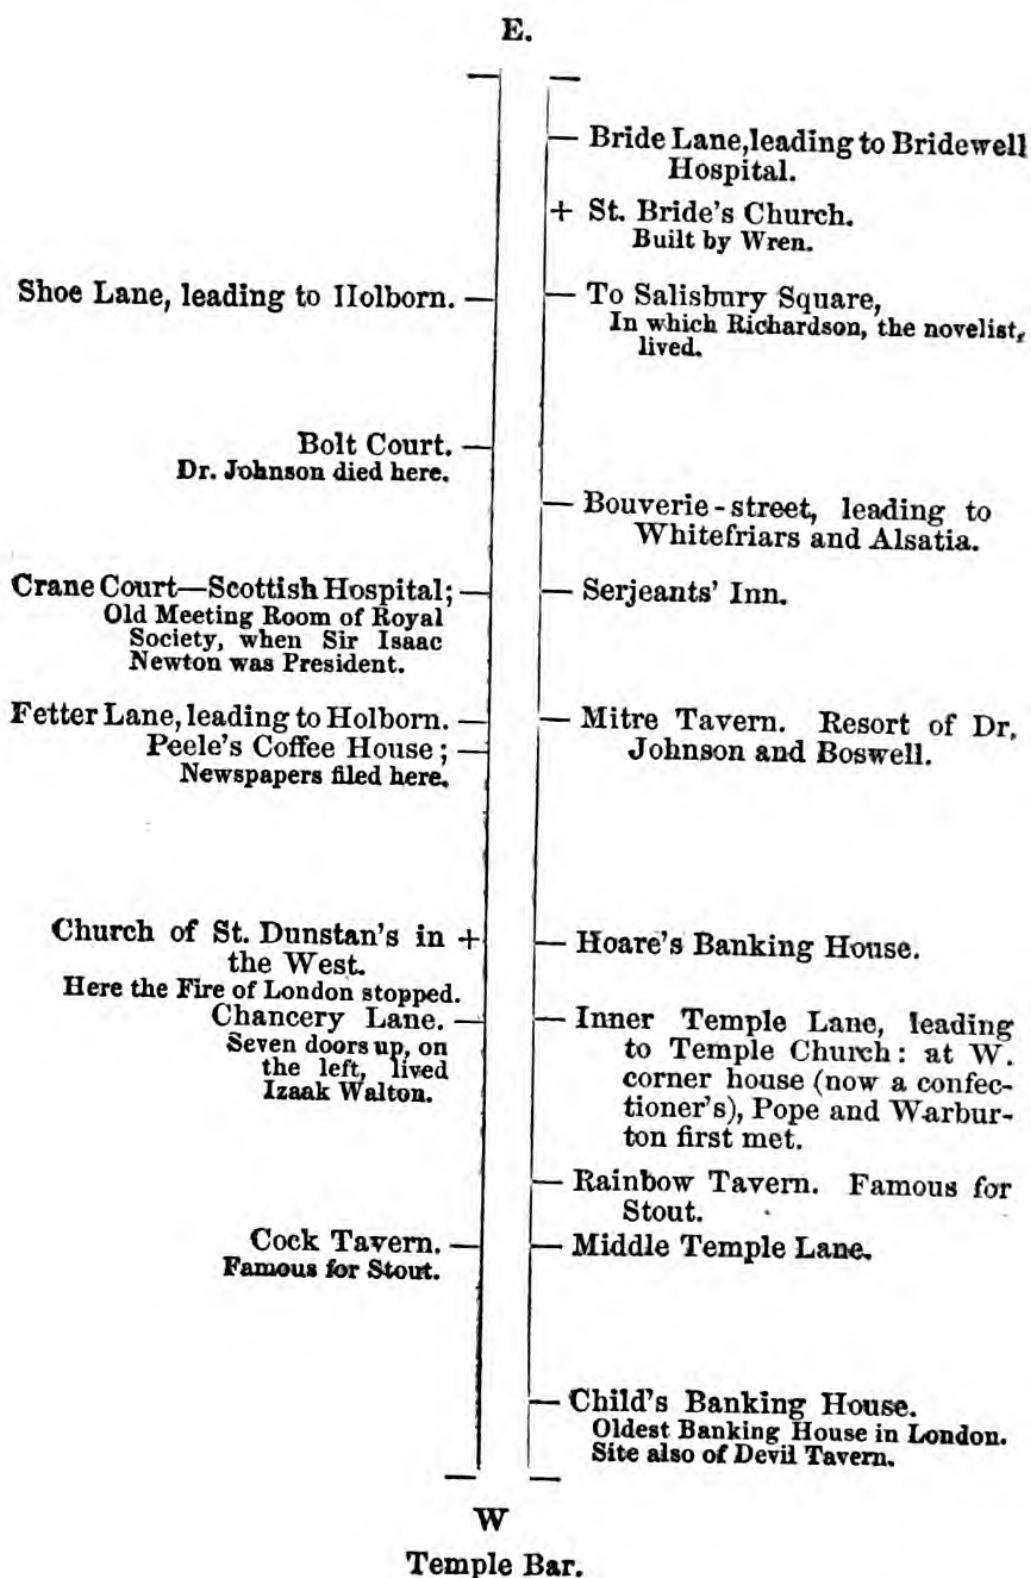 E.
Bride Lane, leading to Bridewell
Hospital.
+ St. Bride's Church.
Built by Wren.
Shoe Lane, leading to Holborn.
To Salisbury Square,
In which Richardson, the novelist,
lived.
Bolt Court.
Dr. Johnson died here.
Bouverie-street, leading to
Whitefriars and Alsatia.
Crane Court—Scottish Hospital;
Old Meeting Room of Royal
Society, when Sir Isaac
Newton was President.
Serjeants' Inn.
Fetter Lane, leading to Holborn.
Peele's Coffee House;
Newspapers filed here.
Mitre Tavern. Resort of Dr.
Johnson and Boswell.
Church of St. Dunstan's in +
the West.
Here the Fire of London stopped.
Hoare's Banking House.
Chancery Lane.
Seven doors up, on
the left, lived
Izaak Walton.
Inner Temple Lane, leading
to Temple Church: at W.
corner house (now a confec-
tioner's), Pope and Warbur-
ton first met.
Rainbow Tavern. Famous for
Stout.
Cock Tavern.
Famous for Stout.
Middle Temple Lane.
Child's Banking House.
Oldest Banking House in London.
Site also of Devil Tavern.
W
Temple Bar.